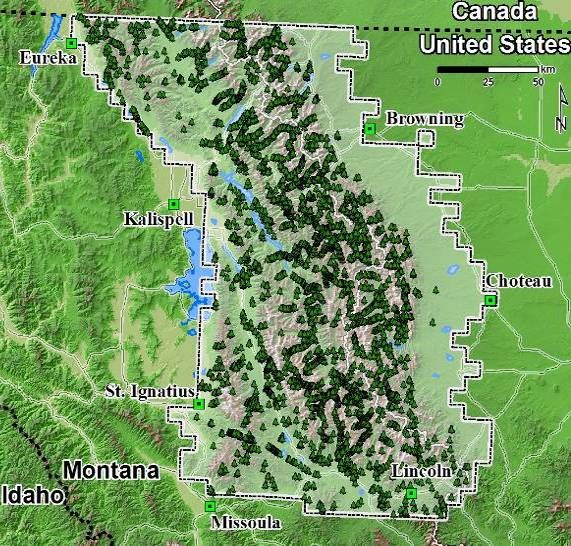 Canada
United States
0 25 50 km
N
Eureka
Browning
Kalispell
Choteau
St. Ignatius
Montana
Lincoln
Idaho
Missoula